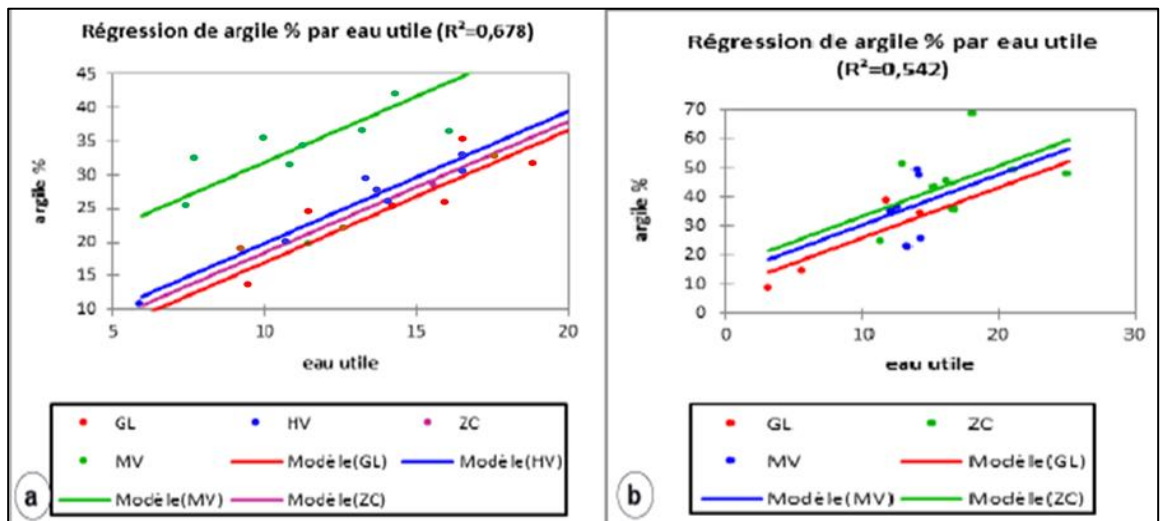 Régression de argile % par eau utile (R²=0,678)
argile %
45
40
35
30
25
20
15
10
5
10
15
20
eau utile
GL
HV
ZC
MV
Modèle(GL)
Modèle(HV)
Modèle(MV)
Modèle(ZC)
a
Régression de argile % par eau utile
(R²=0,542)
argile %
70
60
50
40
30
20
10
0
0
10
20
30
eau utile
GL
ZC
MV
Modèle(GL)
Modèle(MV)
Modèle(ZC)
b